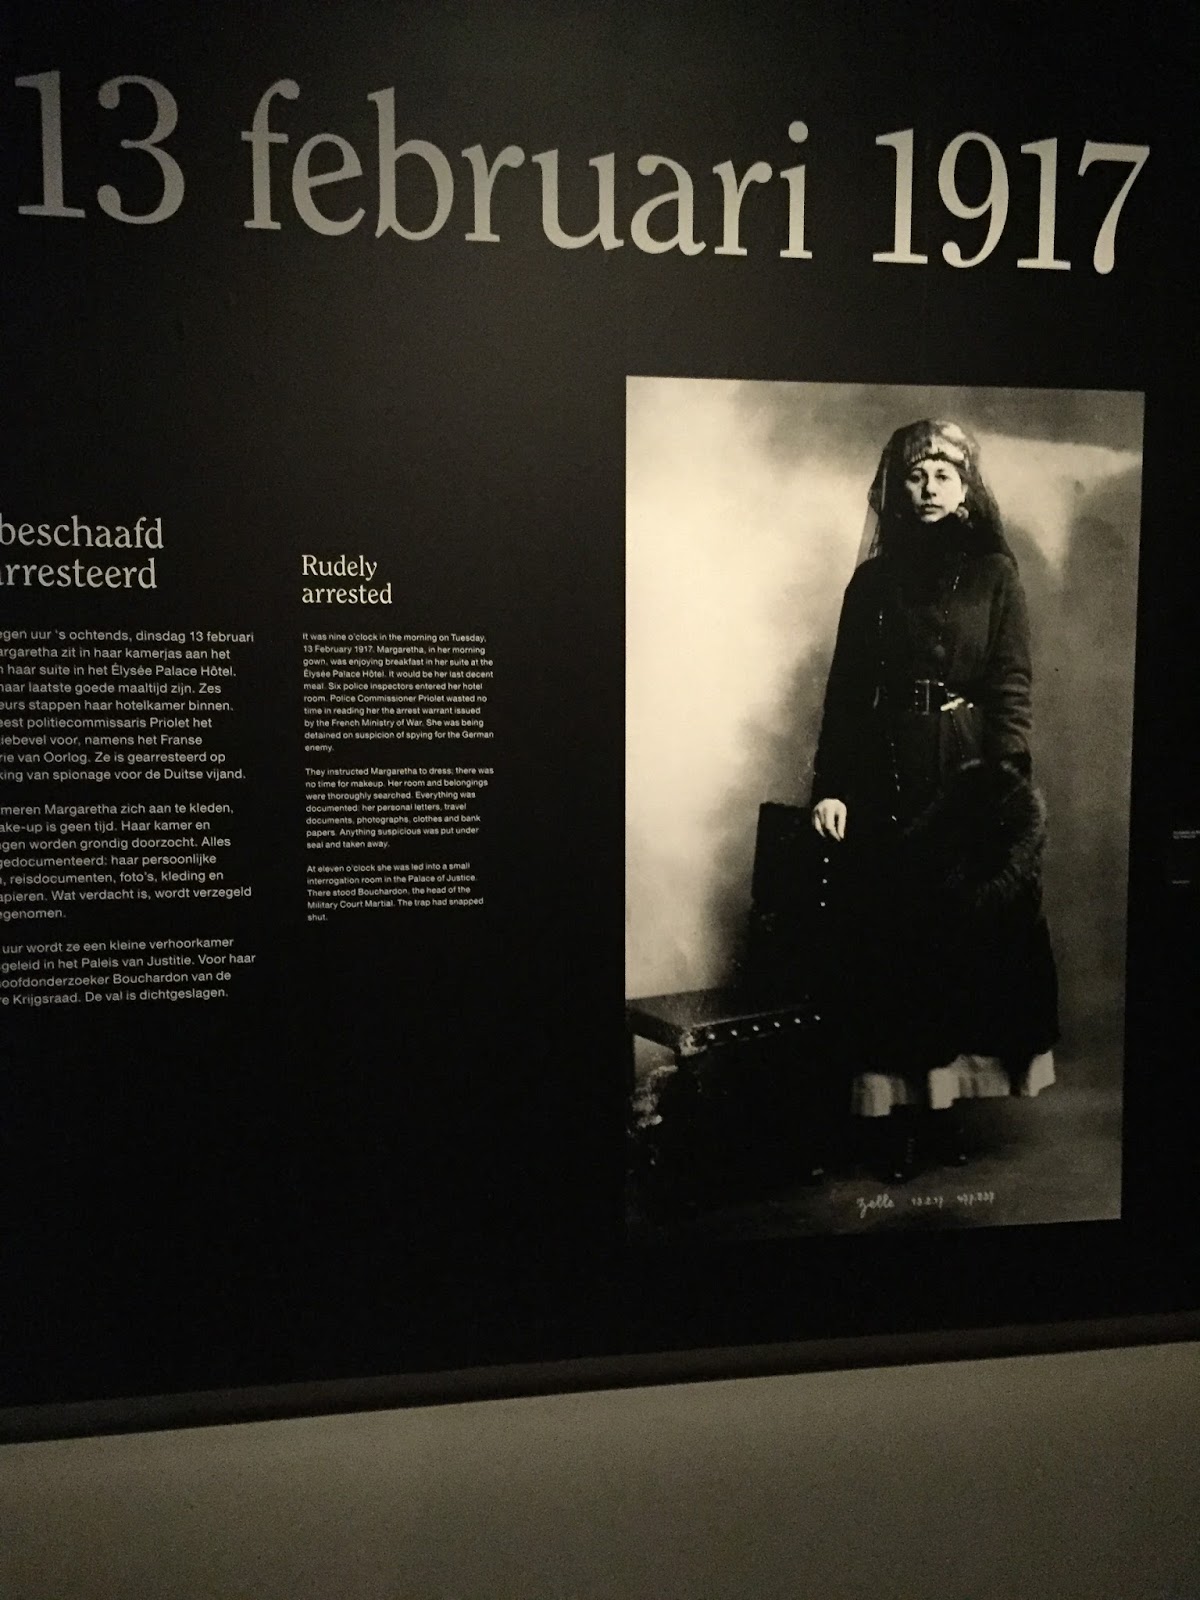 13 februari 1917
beschaafd
rresteerd
egen uur 's ochtends, dinsdag 13 februari
argaretha zit in haar kamerjas aan het
n haar suite in het Élysée Palace Hôtel.
haar laatste goede maaltijd zijn. Zes
eurs stappen haar hotelkamer binnen.
eest politiecommissaris Priolet het
tiebevel voor, namens het Franse
rie van Oorlog. Ze is gearresteerd op
king van spionage voor de Duitse vijand.
meren Margaretha zich aan te kleden,
ake-up is geen tijd. Haar kamer en
ngen worden grondig doorzocht. Alles
gedocumenteerd: haar persoonlijke
, reisdocumenten, foto's, kleding en
apieren. Wat verdacht is, wordt verzegeld
egenomen.
uur wordt ze een kleine verhoorkamer
geleid in het Paleis van Justitie. Voor haar
oofdonderzoeker Bouchardon van de
re Krijgsraad. De val is dichtgeslagen.
Rudely
arrested
It was nine o'clock in the morning on Tuesday,
13 February 1917. Margaretha, in her morning
gown, was enjoying breakfast in her suite at the
Élysée Palace Hôtel. It would be her last decent
meal. Six police inspectors entered her hotel
room. Police Commissioner Priolet wasted no
time in reading her the arrest warrant issued
by the French Ministry of War. She was being
detained on suspicion of spying for the German
enemy.
They instructed Margaretha to dress; there was
no time for makeup. Her room and belongings
were thoroughly searched. Everything was
documented: her personal letters, travel
documents, photographs, clothes and bank
papers. Anything suspicious was put under
seal and taken away.
At eleven o'clock she was led into a small
interrogation room in the Palace of Justice.
There stood Bouchardon, the head of the
Military Court Martial. The trap had snapped
shut.
Zelle 13.2.17